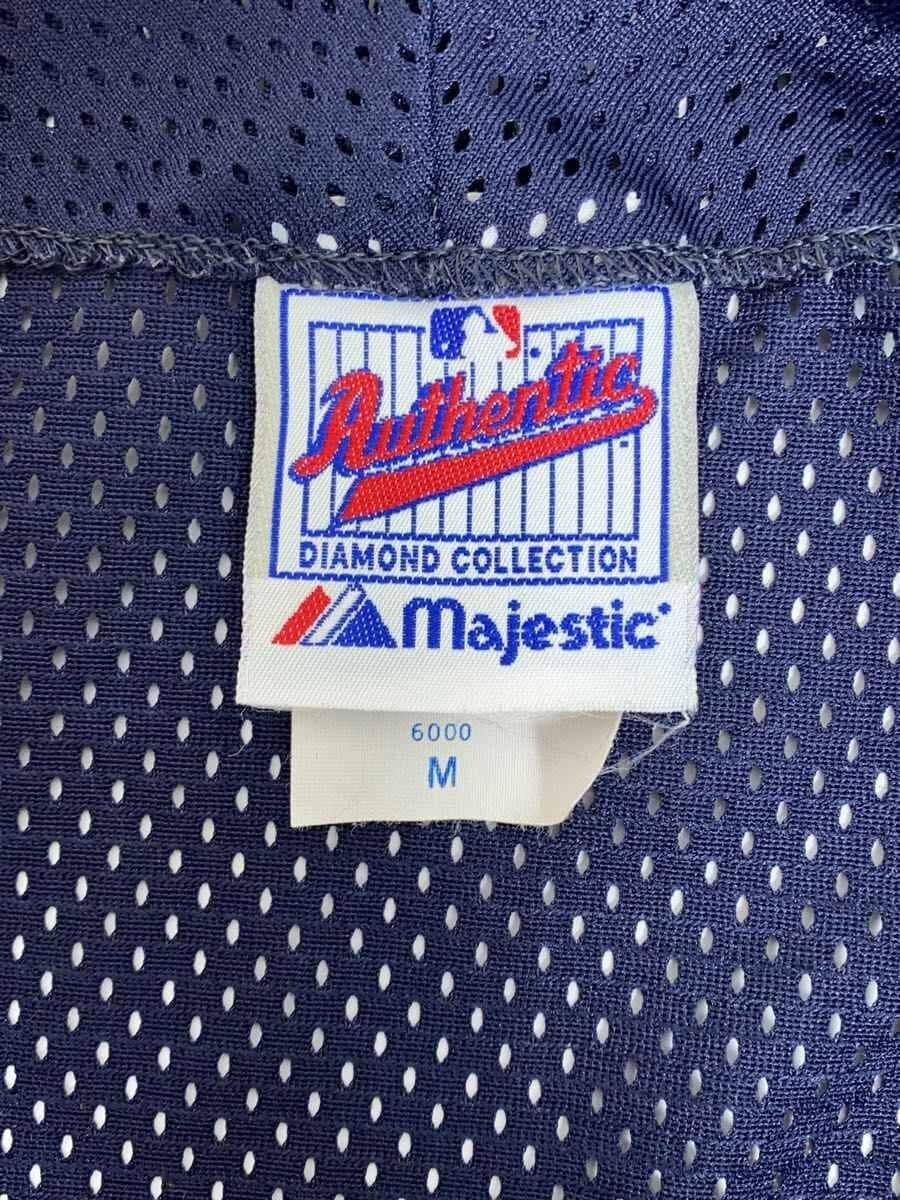 Authentic
DIAMOND COLLECTION
Majestic
6000
M